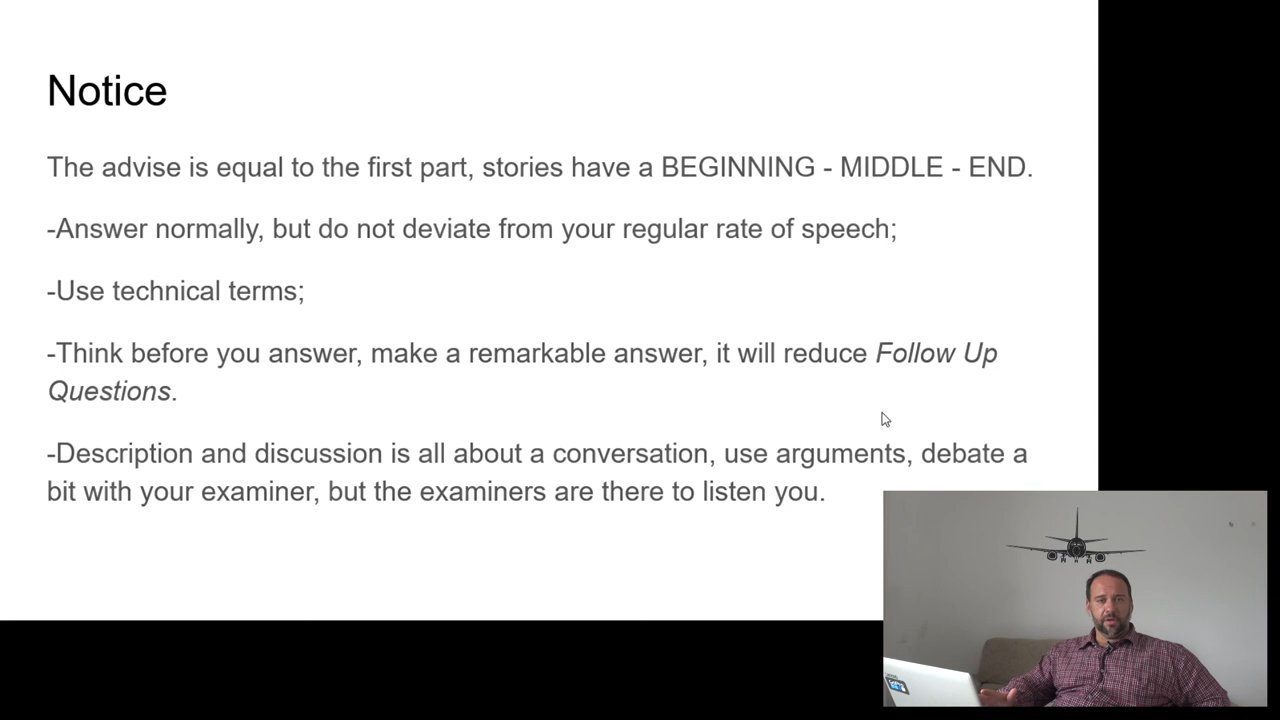 Notice
The advise is equal to the first part, stories have a BEGINNING - MIDDLE - END.
-Answer normally, but do not deviate from your regular rate of speech;
-Use technical terms;
-Think before you answer, make a remarkable answer, it will reduce Follow Up
Questions.
-Description and discussion is all about a conversation, use arguments, debate a
bit with your examiner, but the examiners are there to listen you.